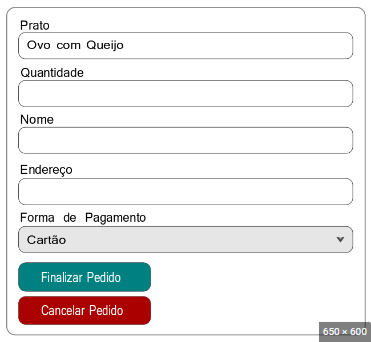 Prato
Ovo com Queijo
Quantidade
Nome
Endereço
Forma de Pagamento
Cartão
Finalizar Pedido
Cancelar Pedido
650 × 600